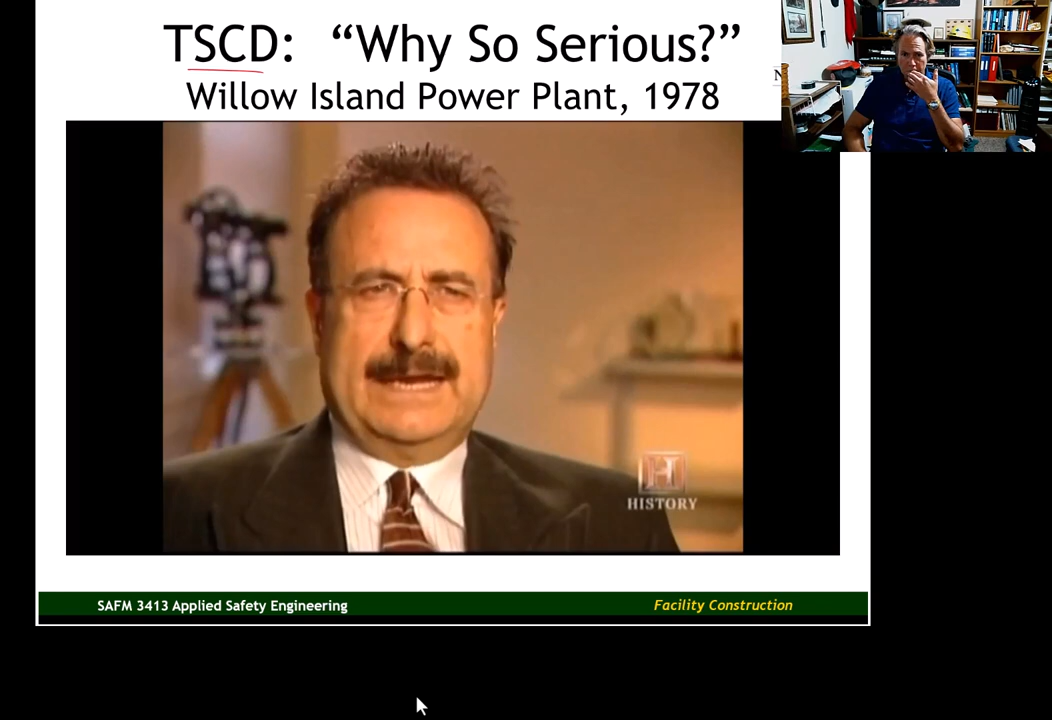 TSCD: “Why So Serious?”
Willow Island Power Plant, 1978
N
H
HISTORY
SAFM 3413 Applied Safety Engineering
Facility Construction